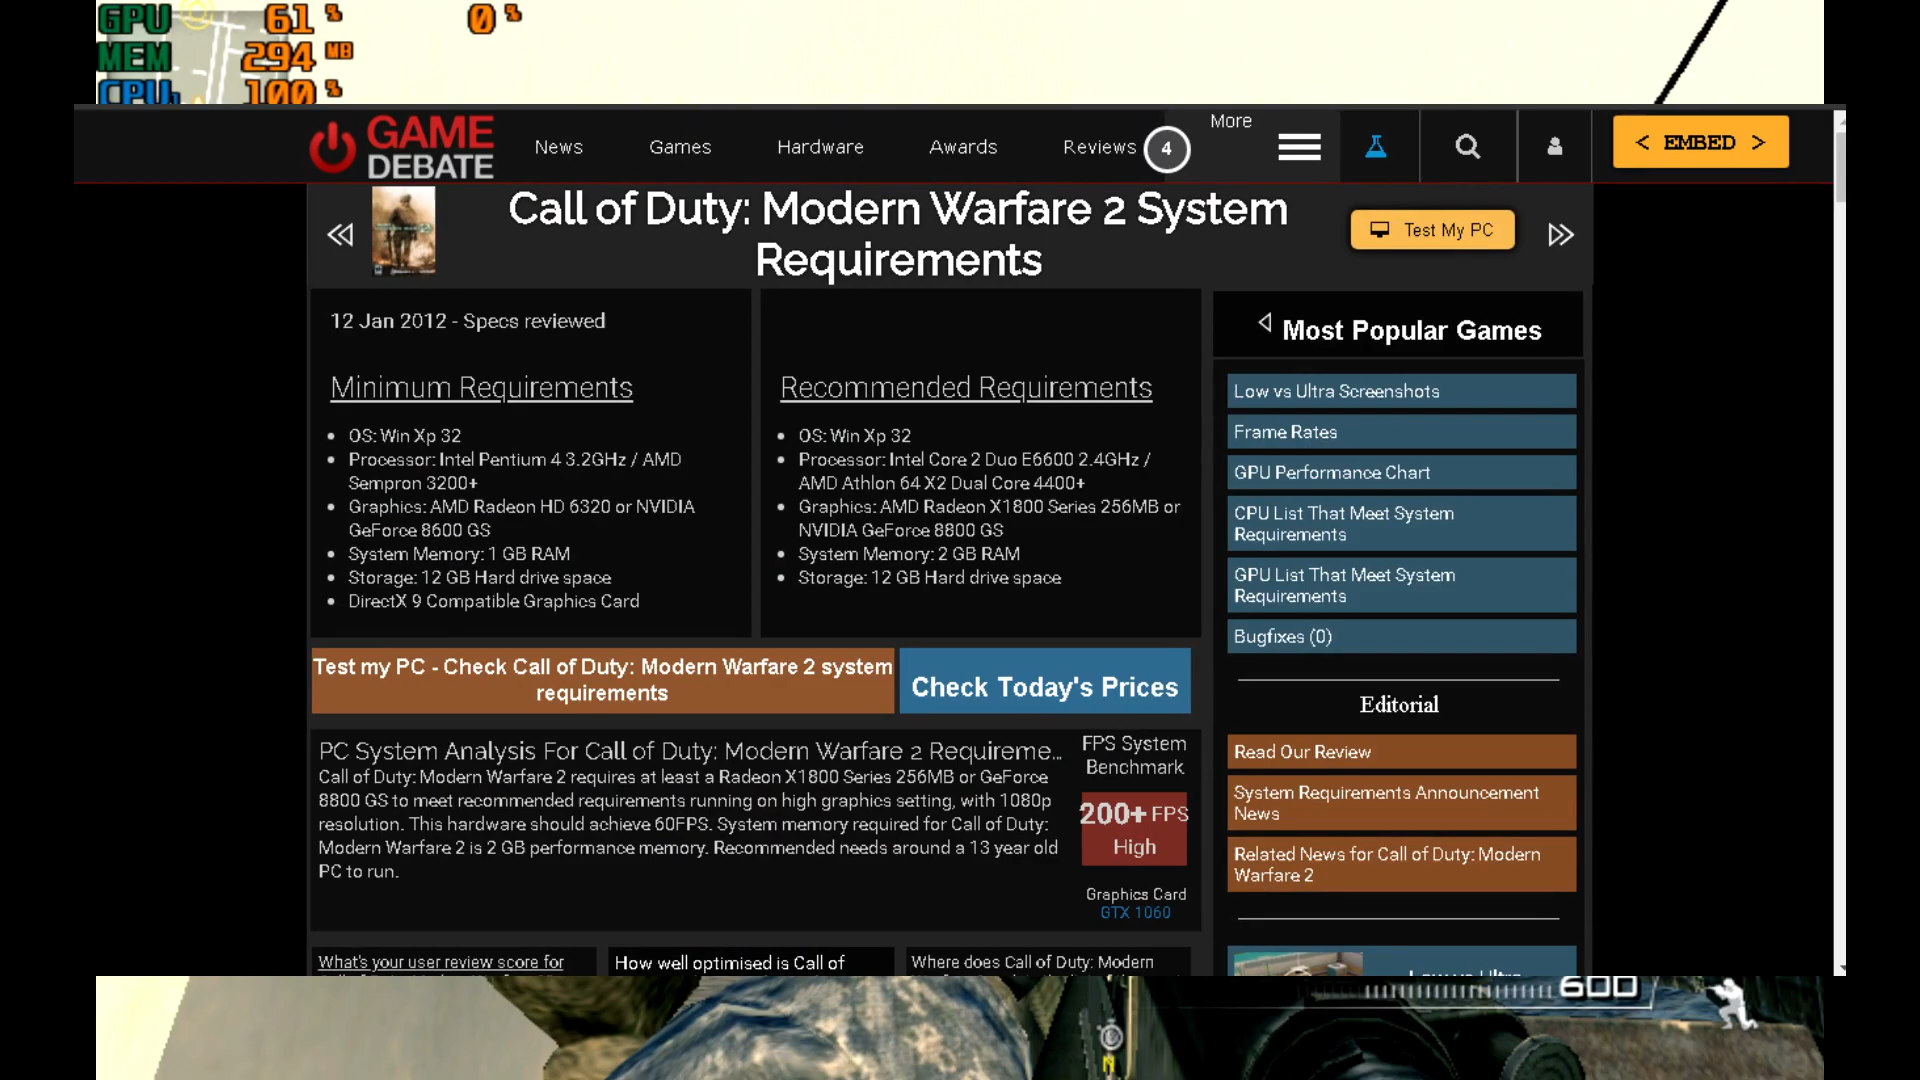 GPU 61 % 0 %
MEM 294 MB
CPU 100 %
GAME DEBATE
News Games Hardware Awards Reviews 4 More
< EMBED >
Call of Duty: Modern Warfare 2 System
Requirements
Test My PC
12 Jan 2012 - Specs reviewed
Minimum Requirements
OS: Win Xp 32
Processor: Intel Pentium 4 3.2GHz / AMD
Sempron 3200+
Graphics: AMD Radeon HD 6320 or NVIDIA
GeForce 8600 GS
System Memory: 1 GB RAM
Storage: 12 GB Hard drive space
DirectX 9 Compatible Graphics Card
Recommended Requirements
OS: Win Xp 32
Processor: Intel Core 2 Duo E6600 2.4GHz /
AMD Athlon 64 X2 Dual Core 4400+
Graphics: AMD Radeon X1800 Series 256MB or
NVIDIA GeForce 8800 GS
System Memory: 2 GB RAM
Storage: 12 GB Hard drive space
Test my PC - Check Call of Duty: Modern Warfare 2 system
requirements
Check Today's Prices
PC System Analysis For Call of Duty: Modern Warfare 2 Requireme...
Call of Duty: Modern Warfare 2 requires at least a Radeon X1800 Series 256MB or GeForce
8800 GS to meet recommended requirements running on high graphics setting, with 1080p
resolution. This hardware should achieve 60FPS. System memory required for Call of Duty:
Modern Warfare 2 is 2 GB performance memory. Recommended needs around a 13 year old
PC to run.
FPS System
Benchmark
200+ FPS
High
Graphics Card
GTX 1060
What's your user review score for
How well optimised is Call of
Where does Call of Duty: Modern
Most Popular Games
Low vs Ultra Screenshots
Frame Rates
GPU Performance Chart
CPU List That Meet System
Requirements
GPU List That Meet System
Requirements
Bugfixes (0)
Editorial
Read Our Review
System Requirements Announcement
News
Related News for Call of Duty: Modern
Warfare 2
Low vs Ultra
600
N